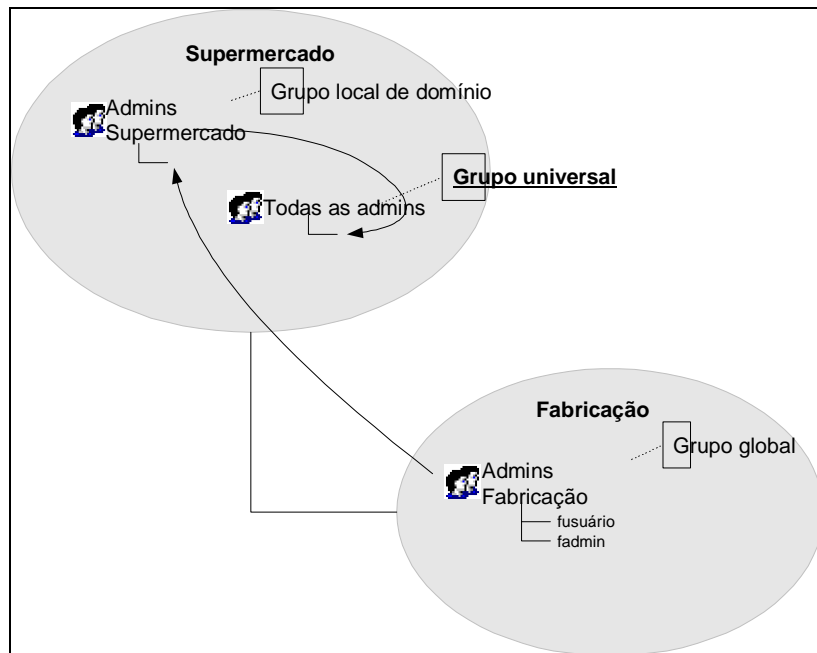 Supermercado
Grupo local de domínio
Admins
Supermercado
Grupo universal
Todas as admins
Fabricação
Grupo global
Admins
Fabricação
fusuário
fadmin